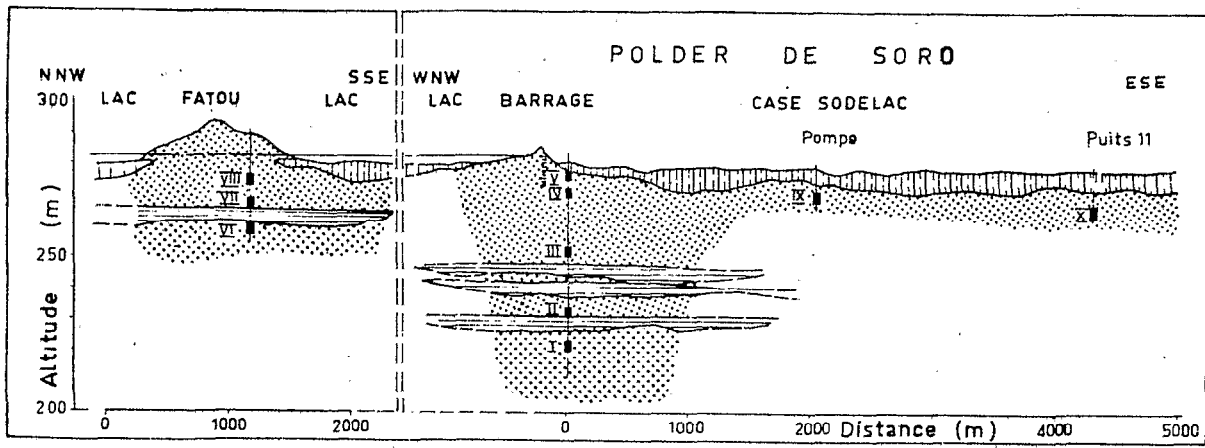 POLDER DE SORO
NNW SSE WNW ESE
LAC FATOU LAC LAC BARRAGE CASE SODELAC
300
Pompe Puits 11
VIII
VII
VI
V
IV
IX
X
250
III
II
I
200
Altitude (m)
0 1000 2000 0 1000 2000 3000 4000 5000
Distance (m)